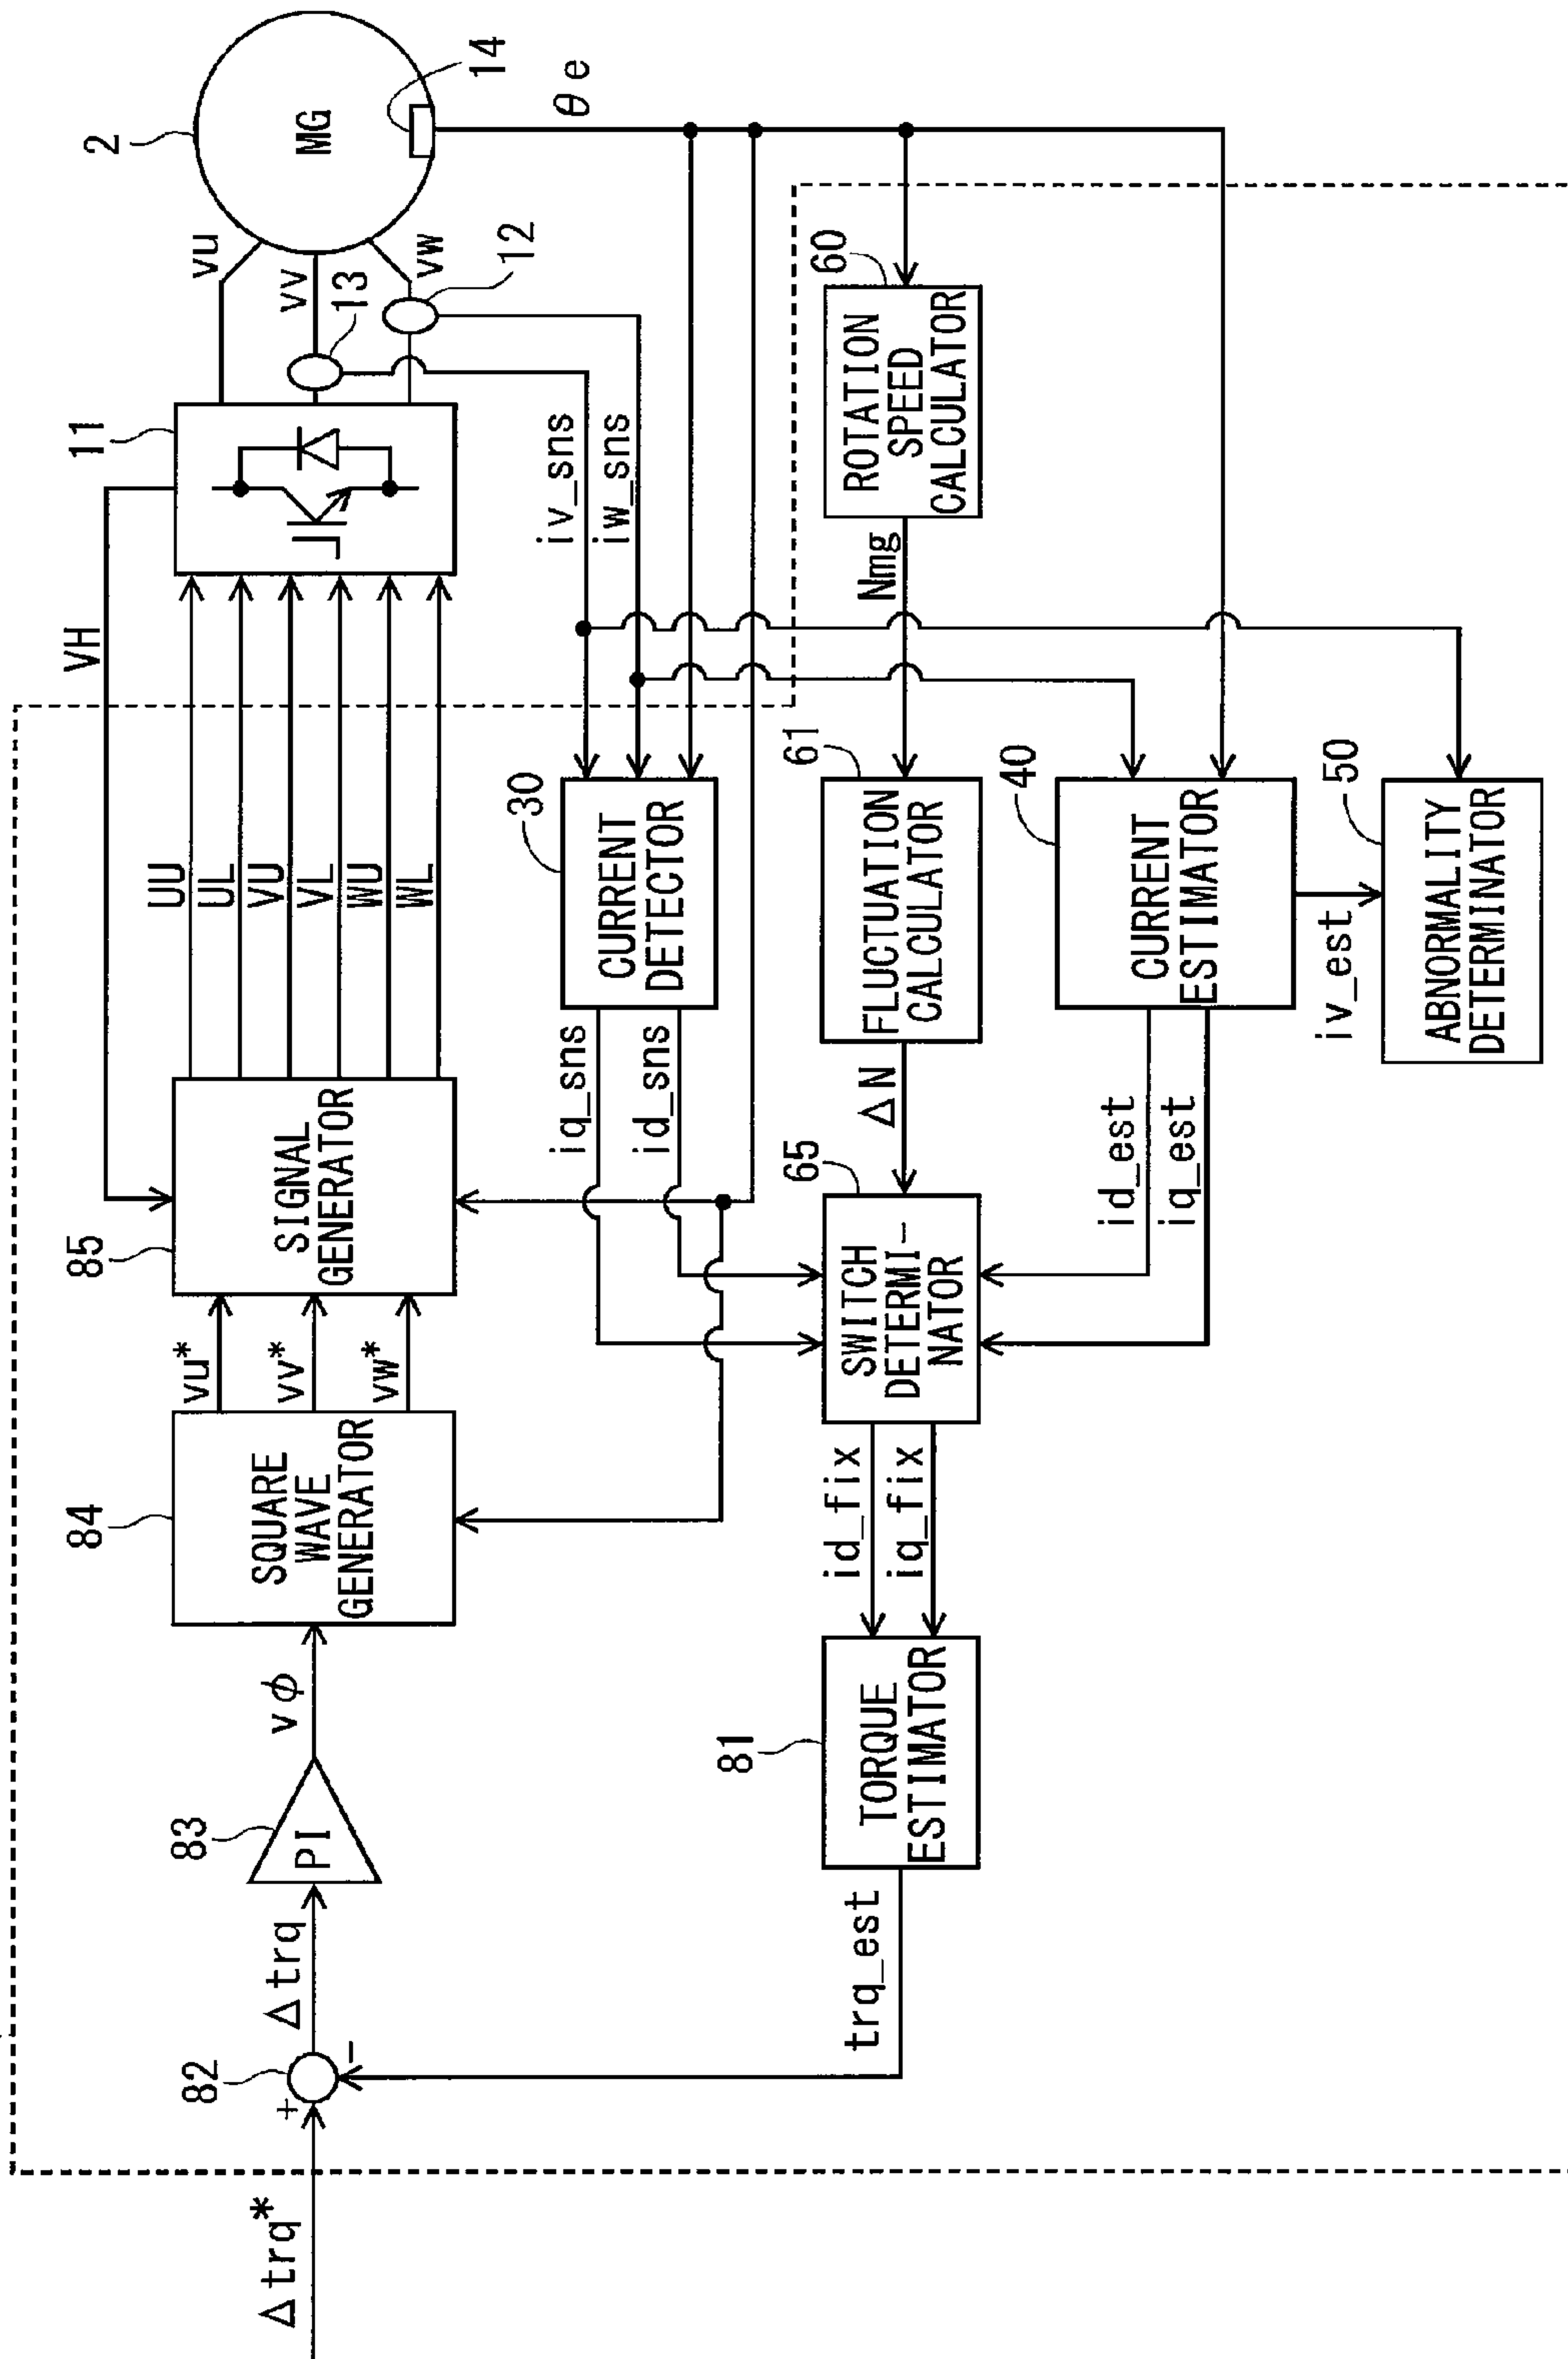 Δtrq*
82
+
-
Δtrq
83
PI
vφ
84
SQUARE
WAVE
GENERATOR
vu*
vv*
vw*
85
SIGNAL
GENERATOR
VH
UU
UL
VU
VL
WU
WL
11
vu
vv
vw
13
12
2
MG
14
θe
iv_sns
iw_sns
30
CURRENT
DETECTOR
iq_sns
id_sns
60
ROTATION
SPEED
CALCULATOR
Nmg
61
FLUCTUATION
CALCULATOR
ΔN
65
SWITCH
DETERMI-
NATOR
id_fix
iq_fix
81
TORQUE
ESTIMATOR
trq_est
40
CURRENT
ESTIMATOR
id_est
iq_est
iv_est
50
ABNORMALITY
DETERMINATOR